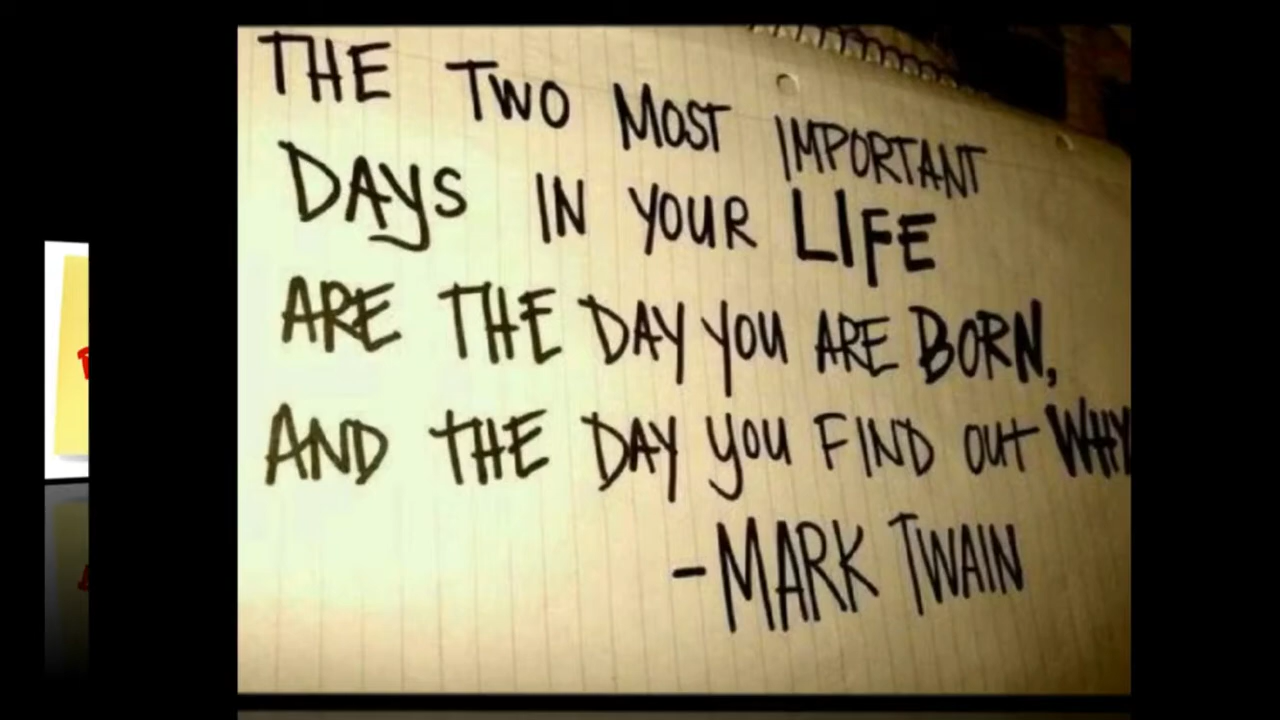 THE TWO MOST IMPORTANT
DAYS IN YOUR LIFE
ARE THE DAY YOU ARE BORN,
AND THE DAY YOU FIND OUT WHY
-MARK TWAIN